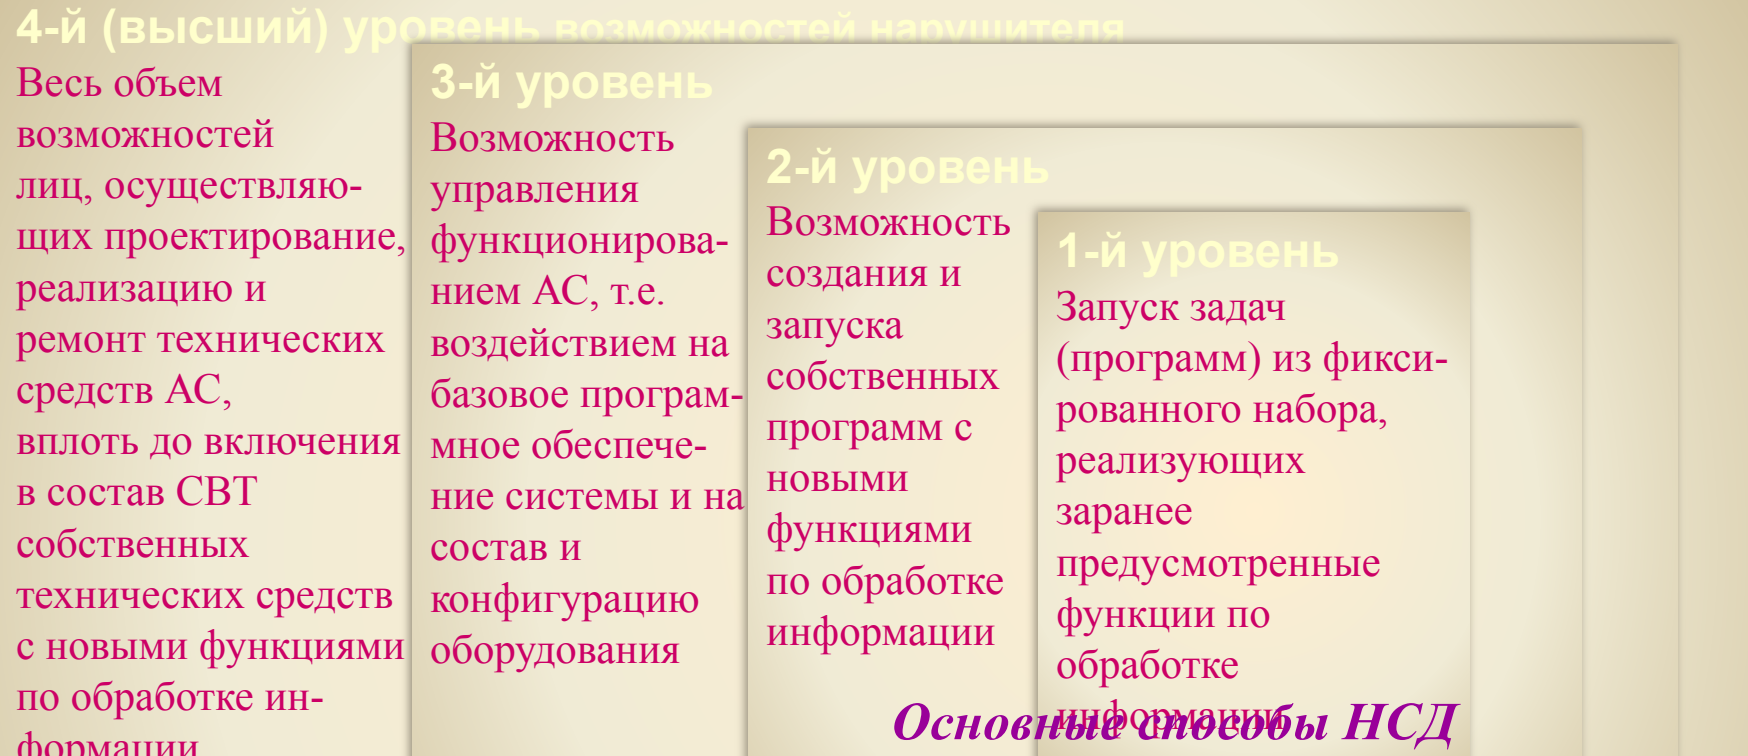 4-й (высший) уровень возможностей нарушителя
Весь объем
возможностей
лиц, осуществляю-
щих проектирование,
реализацию и
ремонт технических
средств АС,
вплоть до включения
в состав СВТ
собственных
технических средств
с новыми функциями
по обработке ин-
формации
3-й уровень
Возможность
управления
функционирова-
нием АС, т.е.
воздействием на
базовое програм-
мное обеспече-
ние системы и на
состав и
конфигурацию
оборудования
2-й уровень
Возможность
создания и
запуска
собственных
программ с
новыми
функциями
по обработке
информации
1-й уровень
Запуск задач
(программ) из фикси-
рованного набора,
реализующих
заранее
предусмотренные
функции по
обработке
информации
Основные способы НСД